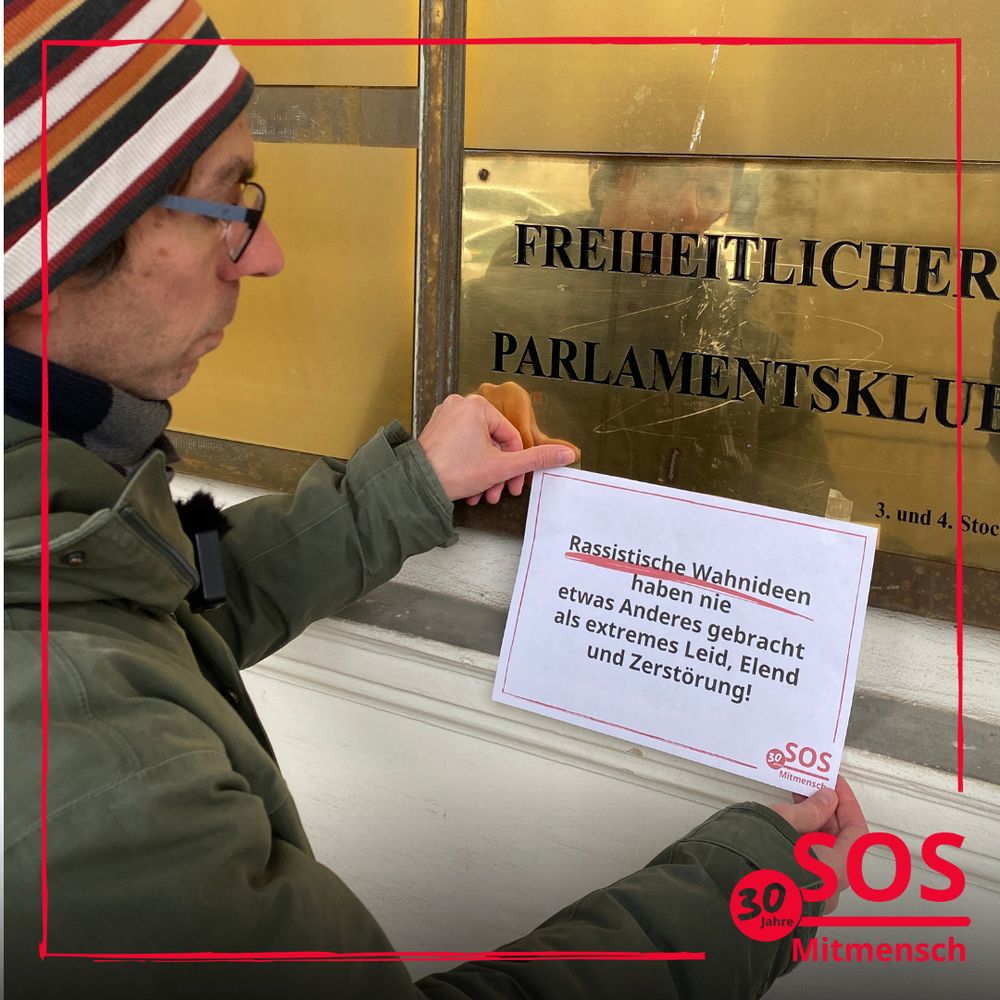 FREIHEITLICHER
PARLAMENTSKLUB
3. und 4. Stoc
Rassistische Wahnideen
haben nie
etwas Anderes gebracht
als extremes Leid, Elend
und Zerstörung!
30 SOS
Mitmensch
SOS
30
Jahre
Mitmensch